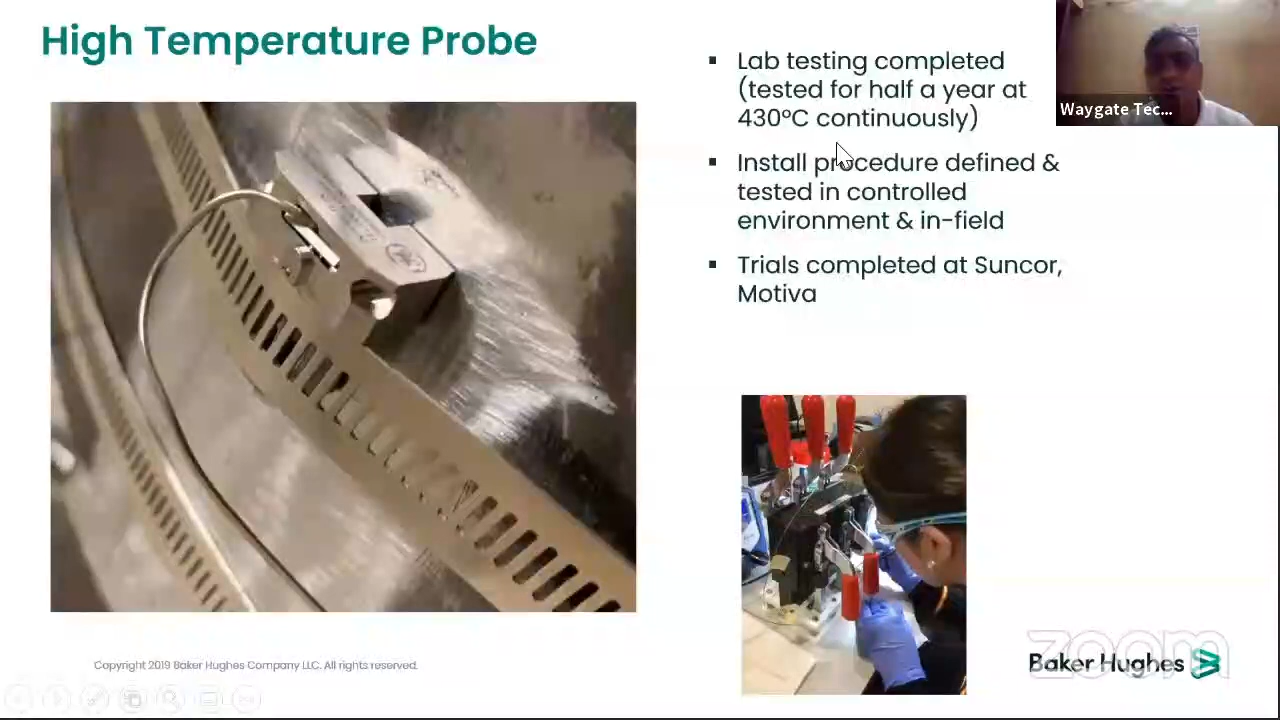 High Temperature Probe
▪ Lab testing completed
(tested for half a year at
430°C continuously)
▪ Install procedure defined &
tested in controlled
environment & in-field
▪ Trials completed at Suncor,
Motiva
Waygate Tec...
Copyright 2019 Baker Hughes Company LLC. All rights reserved.
zoom
Baker Hughes